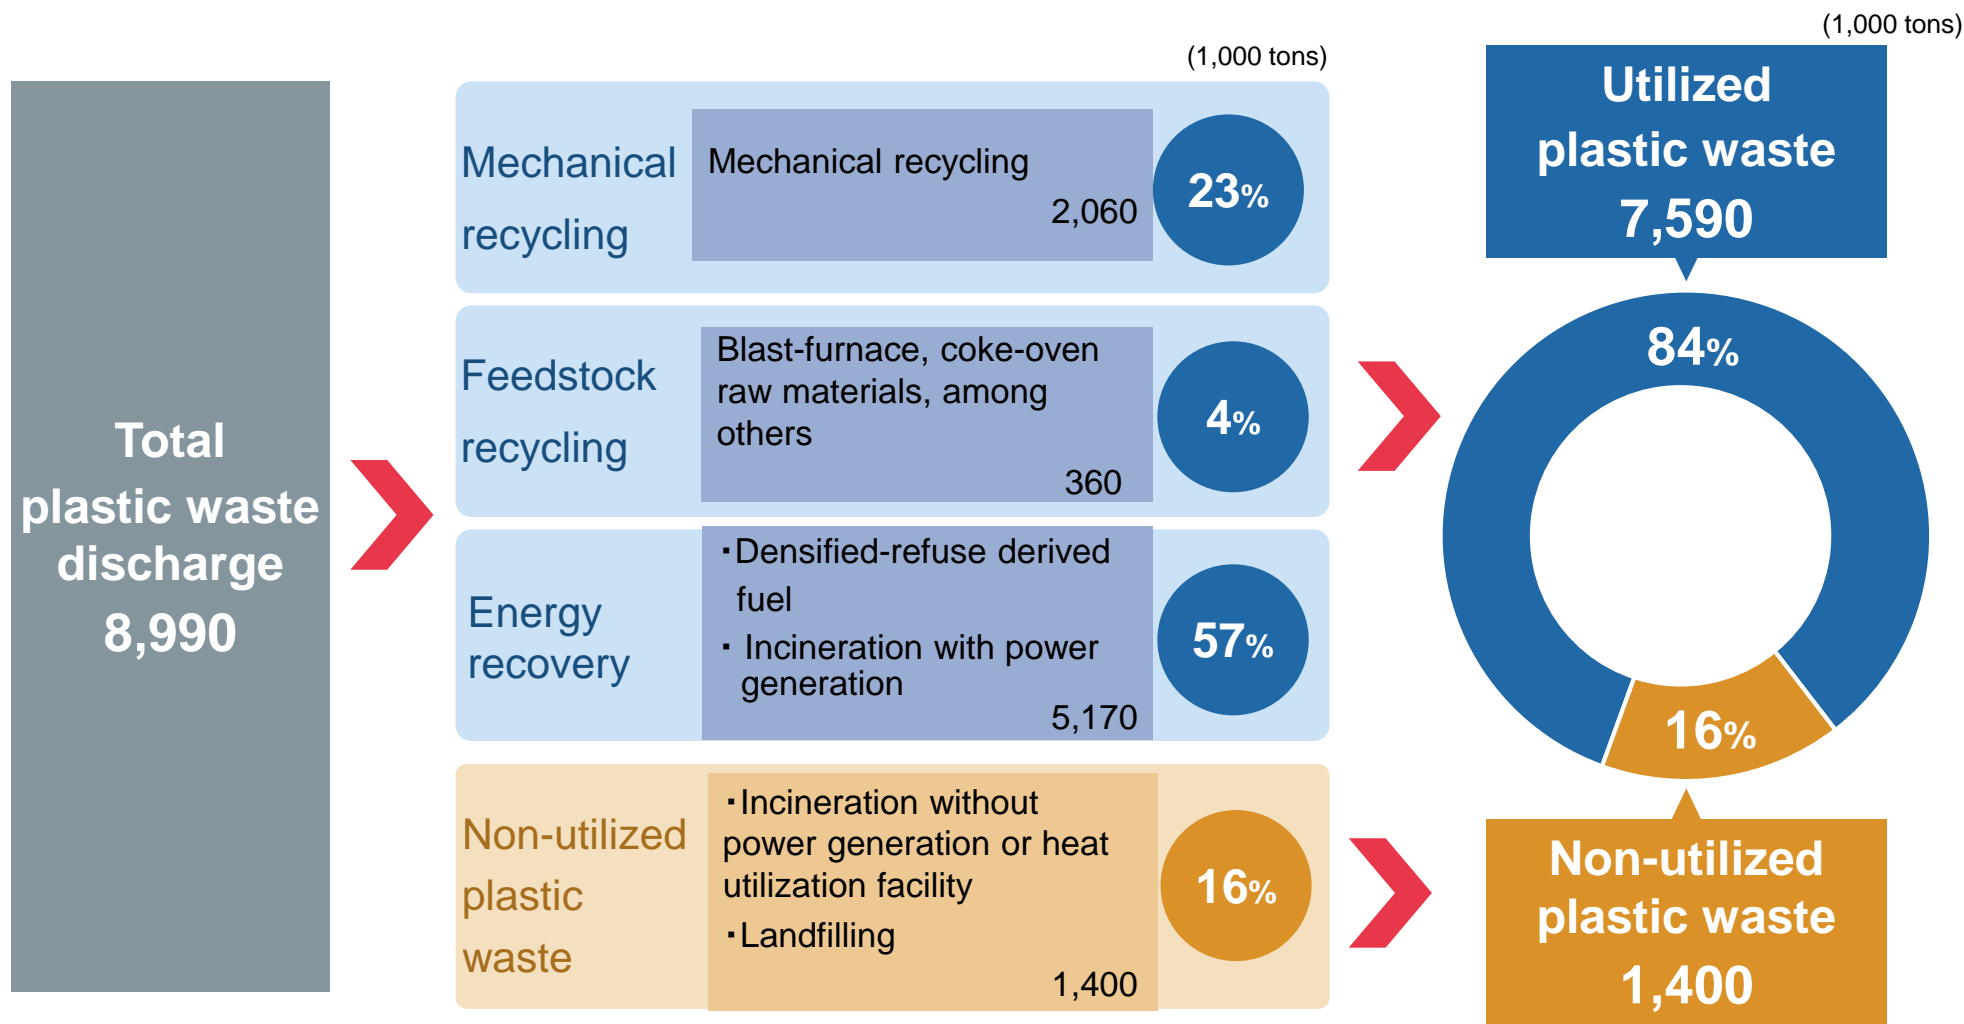 (1,000 tons)
(1,000 tons)
Total
plastic waste
discharge
8,990
Mechanical
recycling
Mechanical recycling
2,060
23%
Feedstock
recycling
Blast-furnace, coke-oven
raw materials, among
others
360
4%
Energy
recovery
・Densified-refuse derived
fuel
・Incineration with power
generation
5,170
57%
Non-utilized
plastic
waste
・Incineration without
power generation or heat
utilization facility
・Landfilling
1,400
16%
Utilized
plastic waste
7,590
84%
16%
Non-utilized
plastic waste
1,400